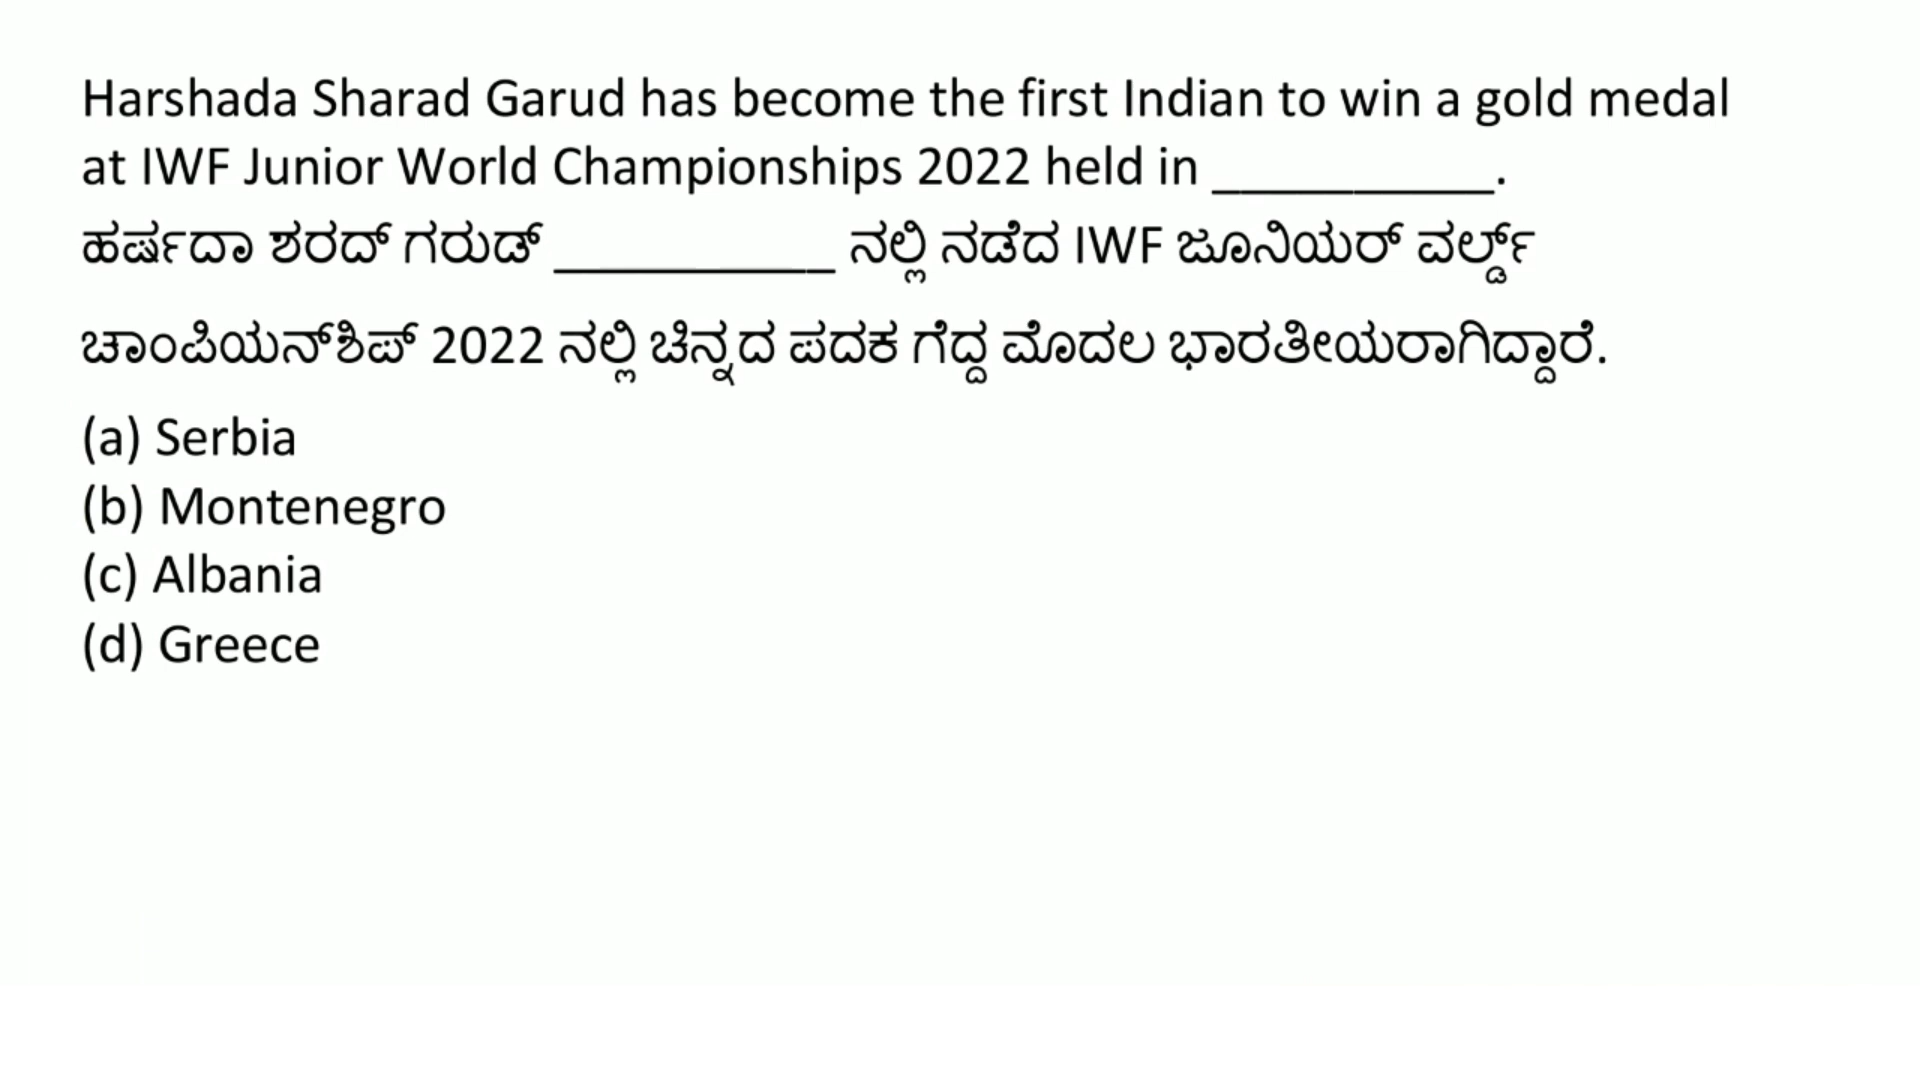 Harshada Sharad Garud has become the first Indian to win a gold medal
at IWF Junior World Championships 2022 held in __________.
ಹರ್ಷದಾ ಶರದ್ ಗರುಡ್ __________ ನಲ್ಲಿ ನಡೆದ IWF ಜೂನಿಯರ್ ವರ್ಲ್ಡ್
ಚಾಂಪಿಯನ್‌ಶಿಪ್ 2022 ನಲ್ಲಿ ಚಿನ್ನದ ಪದಕ ಗೆದ್ದ ಮೊದಲ ಭಾರತೀಯರಾಗಿದ್ದಾರೆ.
(a) Serbia
(b) Montenegro
(c) Albania
(d) Greece